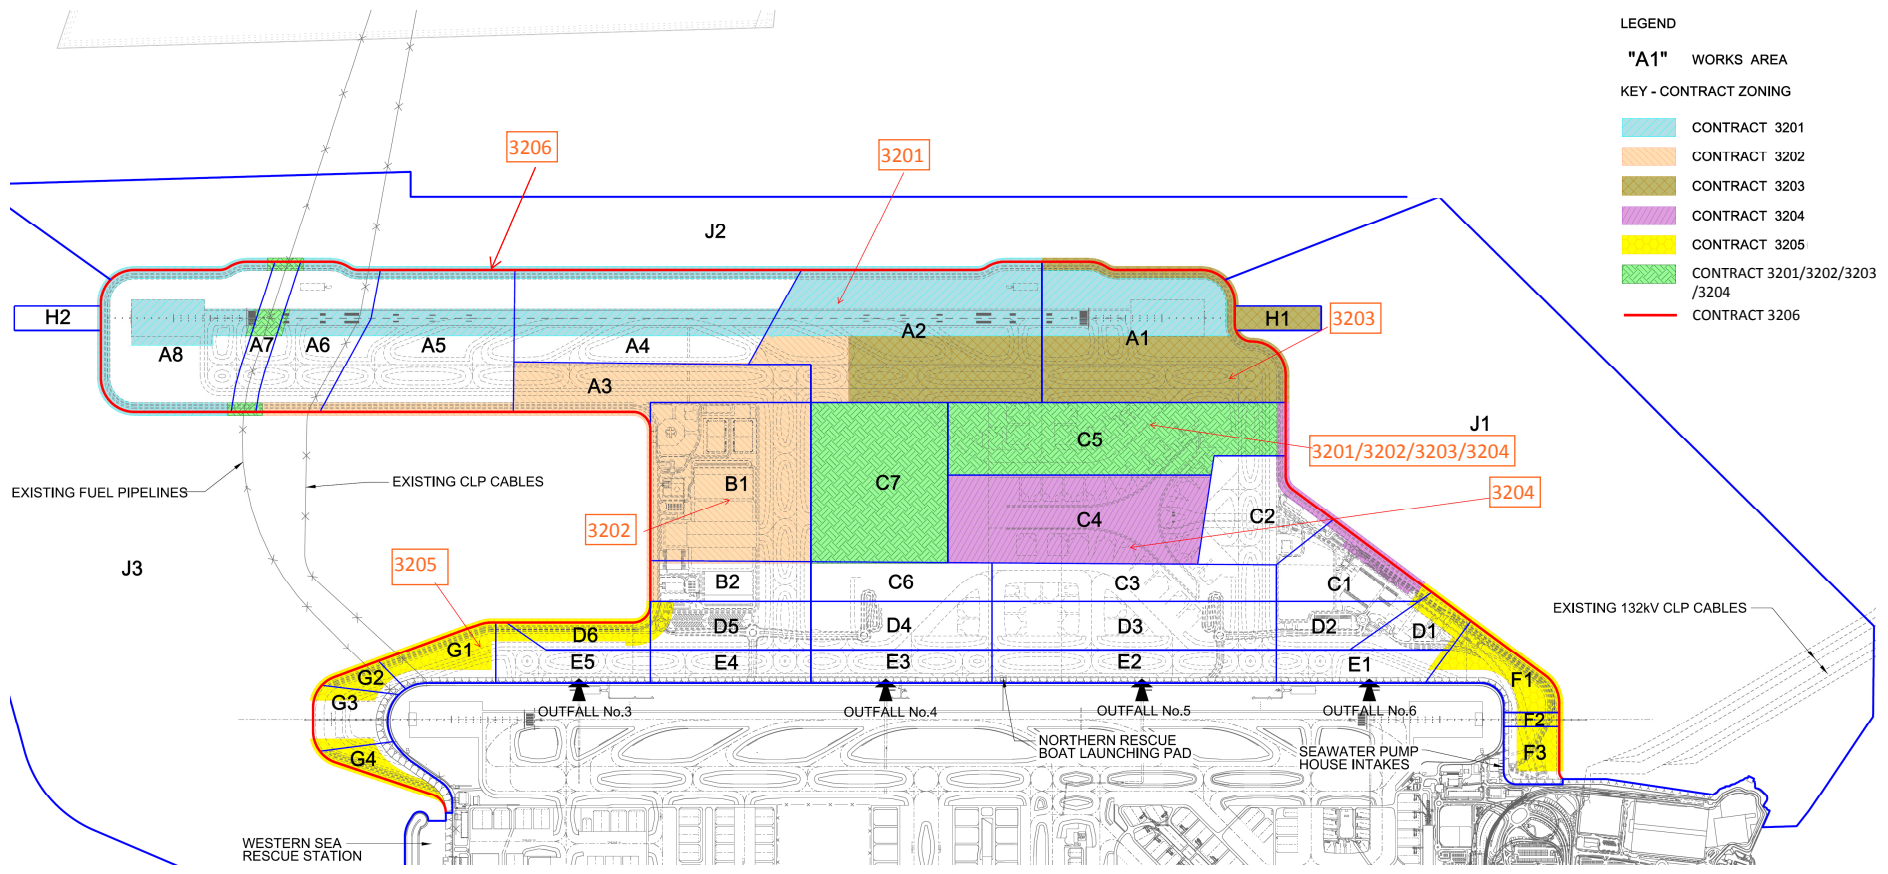 LEGEND
"A1" WORKS AREA
KEY - CONTRACT ZONING
CONTRACT 3201
CONTRACT 3202
CONTRACT 3203
CONTRACT 3204
CONTRACT 3205
CONTRACT 3201/3202/3203
/3204
CONTRACT 3206
3206
3201
J2
H2
H1
3203
A8
A7
A6
A5
A4
A2
A1
A3
J1
C5
3201/3202/3203/3204
EXISTING FUEL PIPELINES
EXISTING CLP CABLES
B1
C7
3204
C4
C2
3202
J3
3205
B2
C6
C3
C1
EXISTING 132kV CLP CABLES
D6
D5
D4
D3
D2
D1
G1
E5
E4
E3
E2
E1
G2
F1
G3
OUTFALL No.3
OUTFALL No.4
OUTFALL No.5
OUTFALL No.6
F2
G4
NORTHERN RESCUE
BOAT LAUNCHING PAD
SEAWATER PUMP
HOUSE INTAKES
F3
WESTERN SEA
RESCUE STATION